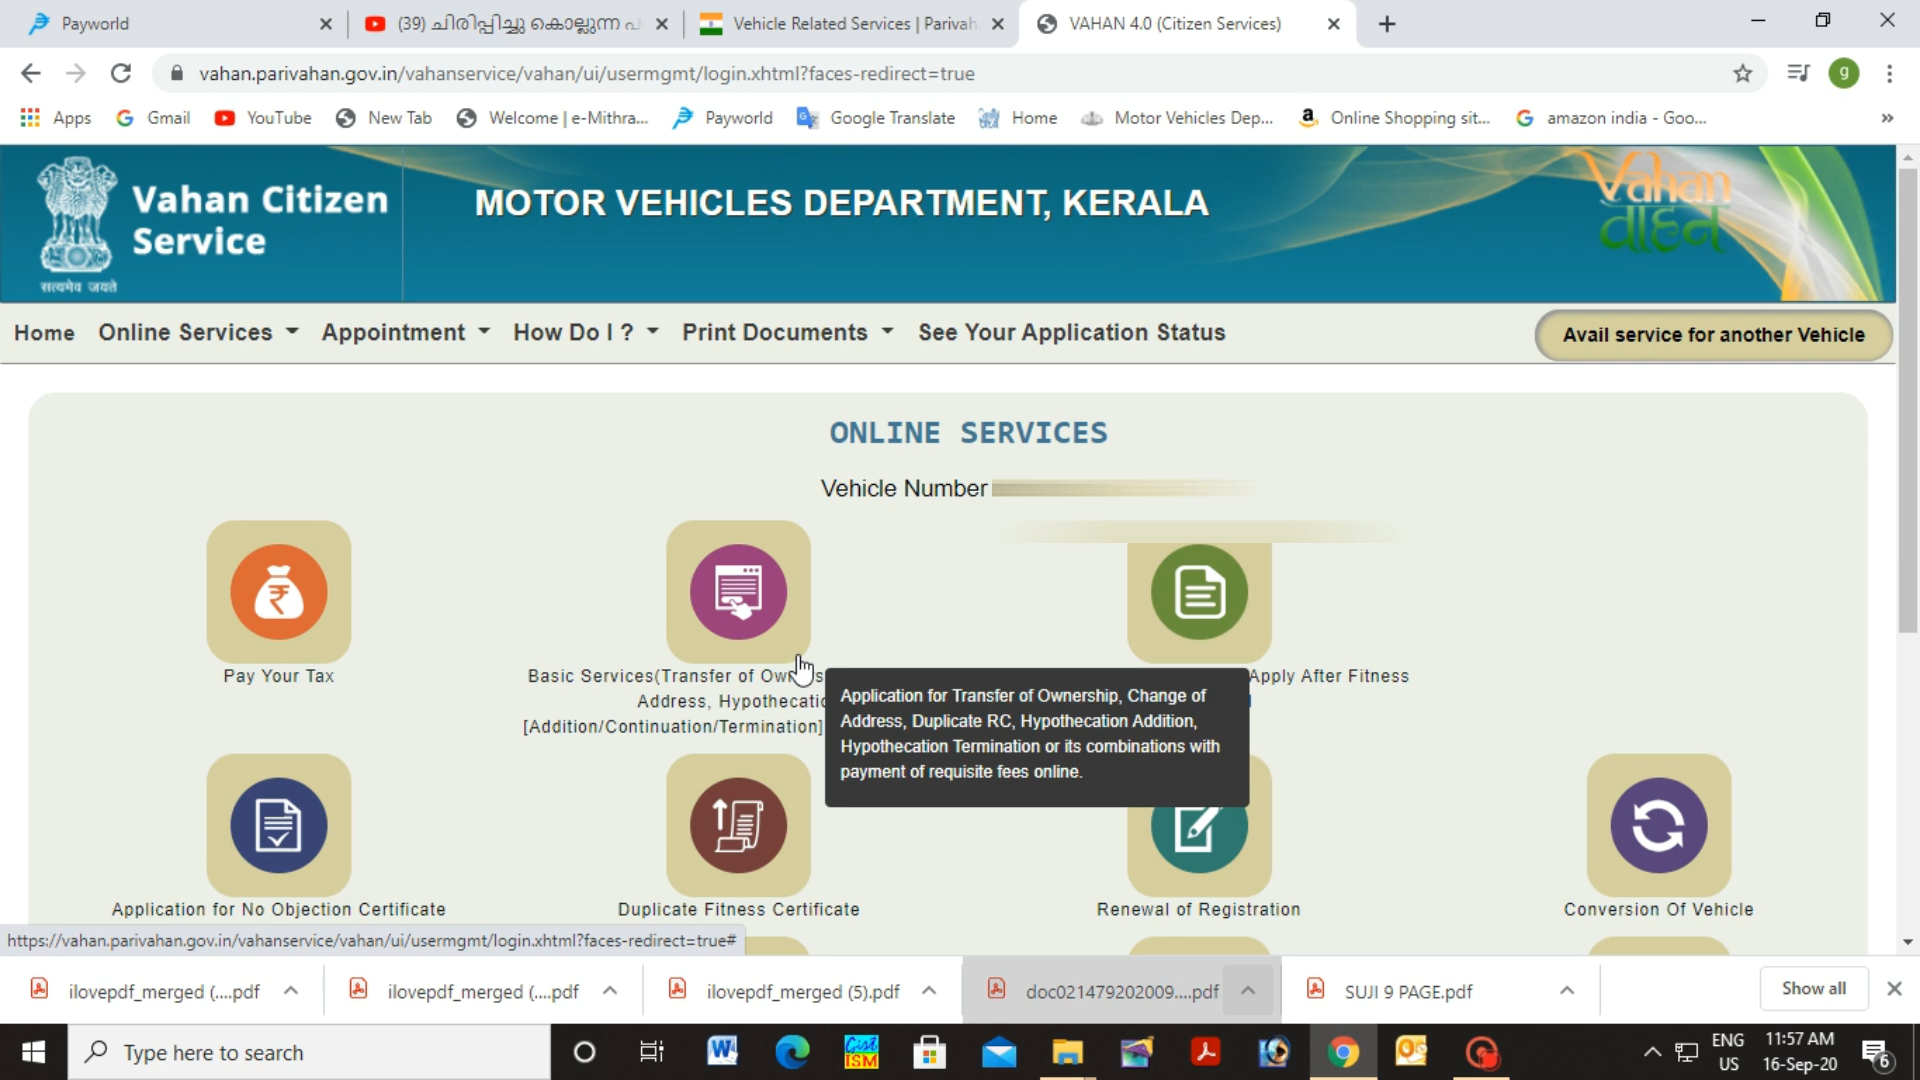 Payworld
(39) ചിരിപ്പിച്ചു കൊല്ലുന്ന
Vehicle Related Services | Parivah
VAHAN 4.0 (Citizen Services)
vahan.parivahan.gov.in/vahanservice/vahan/ui/usermgmt/login.xhtml?faces-redirect=true
g
Apps
Gmail
YouTube
New Tab
Welcome | e-Mithra...
Payworld
Google Translate
Home
Motor Vehicles Dep...
Online Shopping sit...
amazon india - Goo...
»
Vahan Citizen
Service
सत्यमेव जयते
MOTOR VEHICLES DEPARTMENT, KERALA
Vahan
वाहन
Home
Online Services
Appointment
How Do I ?
Print Documents
See Your Application Status
Avail service for another Vehicle
ONLINE SERVICES
Vehicle Number
Pay Your Tax
Basic Services(Transfer of
Address,
[Addition/Continuation/Termination]
Apply After Fitness
Application for Transfer of Ownership, Change of
Address, Duplicate RC, Hypothecation Addition,
Hypothecation Termination or its combinations with
payment of requisite fees online.
Application for No Objection Certificate
Duplicate Fitness Certificate
Renewal of Registration
Conversion Of Vehicle
https://vahan.parivahan.gov.in/vahanservice/vahan/ui/usermgmt/login.xhtml?faces-redirect=true#
ilovepdf_merged (....pdf
ilovepdf_merged (....pdf
ilovepdf_merged (5).pdf
doc021479202009....pdf
SUJI 9 PAGE.pdf
Show all
Type here to search
Gist
ISM
ENG
US
11:57 AM
16-Sep-20
6